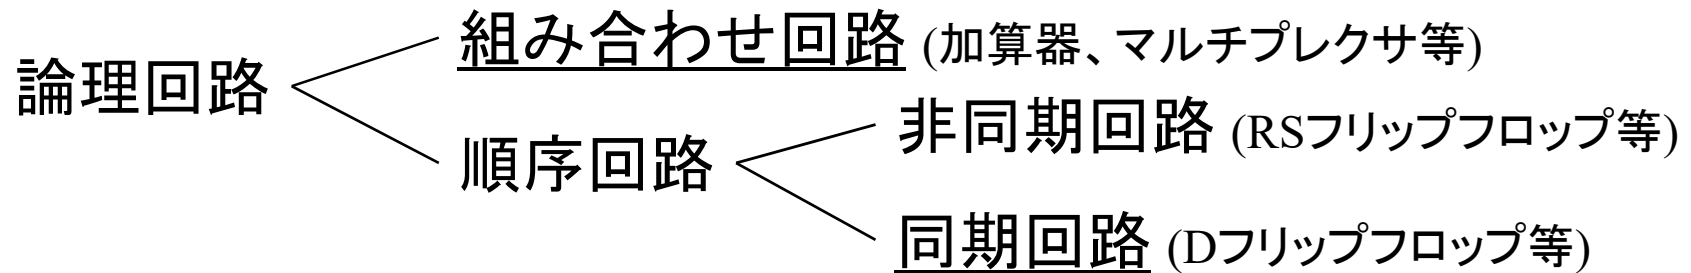 論理回路
組み合わせ回路 (加算器、マルチプレクサ等)
順序回路
非同期回路 (RSフリップフロップ等)
同期回路 (Dフリップフロップ等)